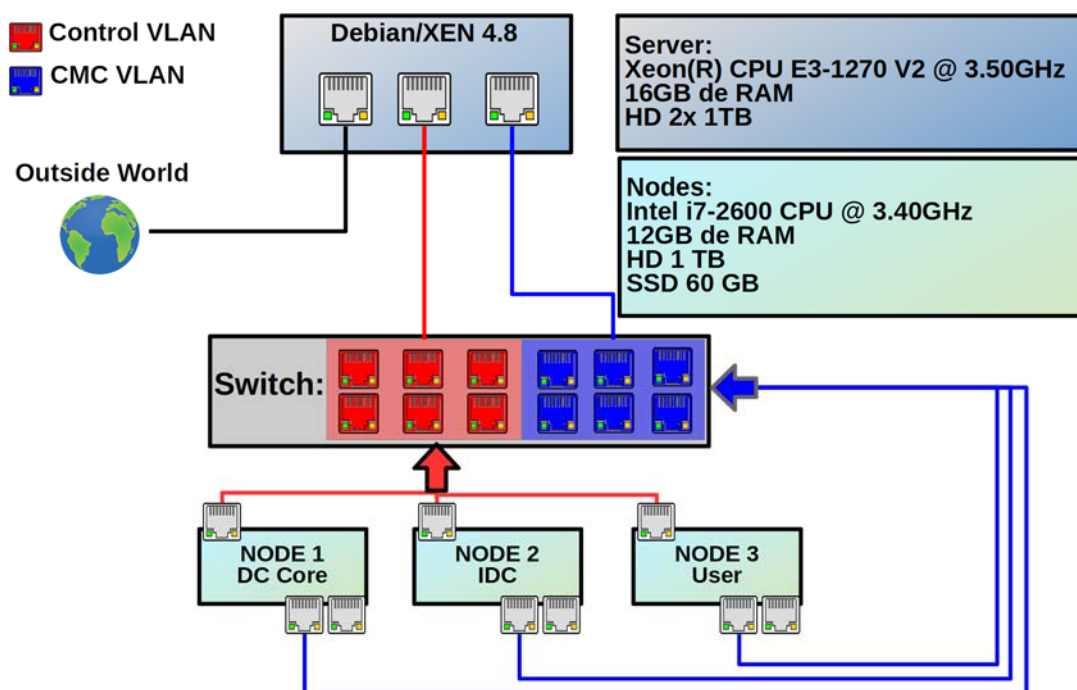 Control VLAN
CMC VLAN
Debian/XEN 4.8
Server:
Xeon(R) CPU E3-1270 V2 @ 3.50GHz
16GB de RAM
HD 2x 1TB
Outside World
Nodes:
Intel i7-2600 CPU @ 3.40GHz
12GB de RAM
HD 1 TB
SSD 60 GB
Switch:
NODE 1
DC Core
NODE 2
IDC
NODE 3
User